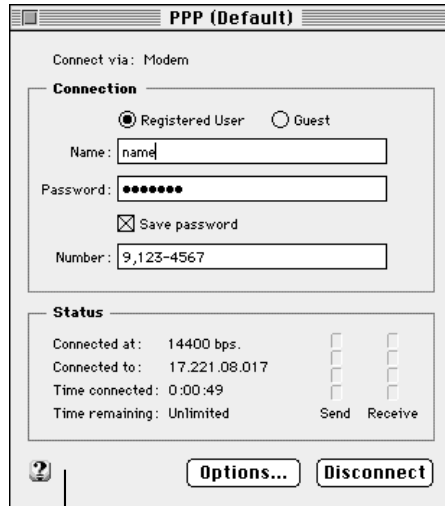 PPP (Default)
Connect via: Modem
Connection
Registered User Guest
Name: name
Password: •••••••
Save password
Number: 9,123-4567
Status
Connected at: 14400 bps.
Connected to: 17.221.08.017
Time connected: 0:00:49
Time remaining: Unlimited Send Receive
? Options... Disconnect